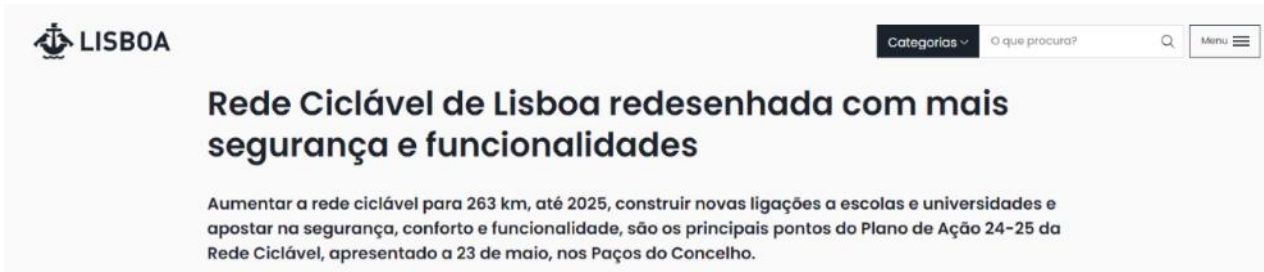 LISBOA
Categorias
O que procura?
Menu
Rede Ciclável de Lisboa redesenhada com mais
segurança e funcionalidades
Aumentar a rede ciclável para 263 km, até 2025, construir novas ligações a escolas e universidades e
apostar na segurança, conforto e funcionalidade, são os principais pontos do Plano de Ação 24-25 da
Rede Ciclável, apresentado a 23 de maio, nos Paços do Concelho.